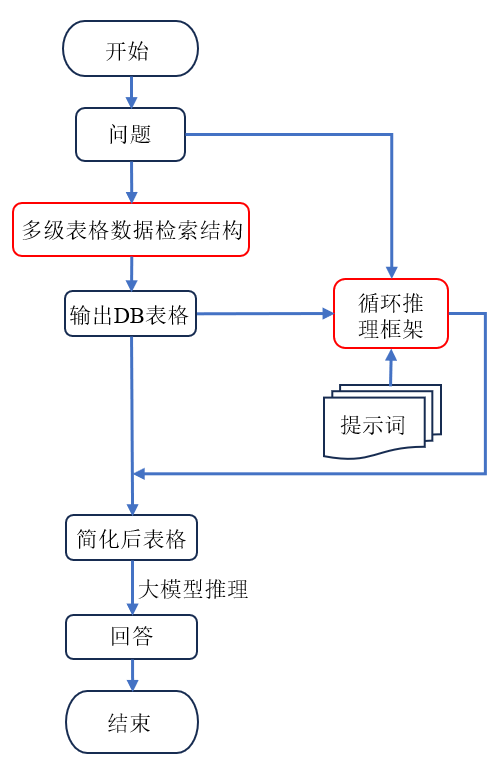 开始
问题
多级表格数据检索结构
输出DB表格
循环推
理框架
提示词
简化后表格
大模型推理
回答
结束